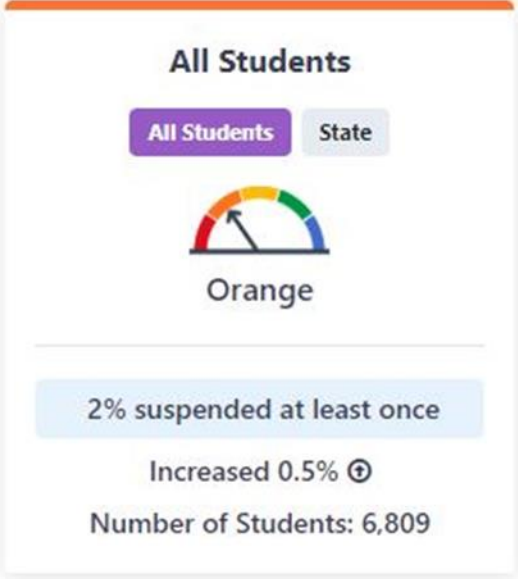 All Students
All Students State
Orange
2% suspended at least once
Increased 0.5%
Number of Students: 6,809